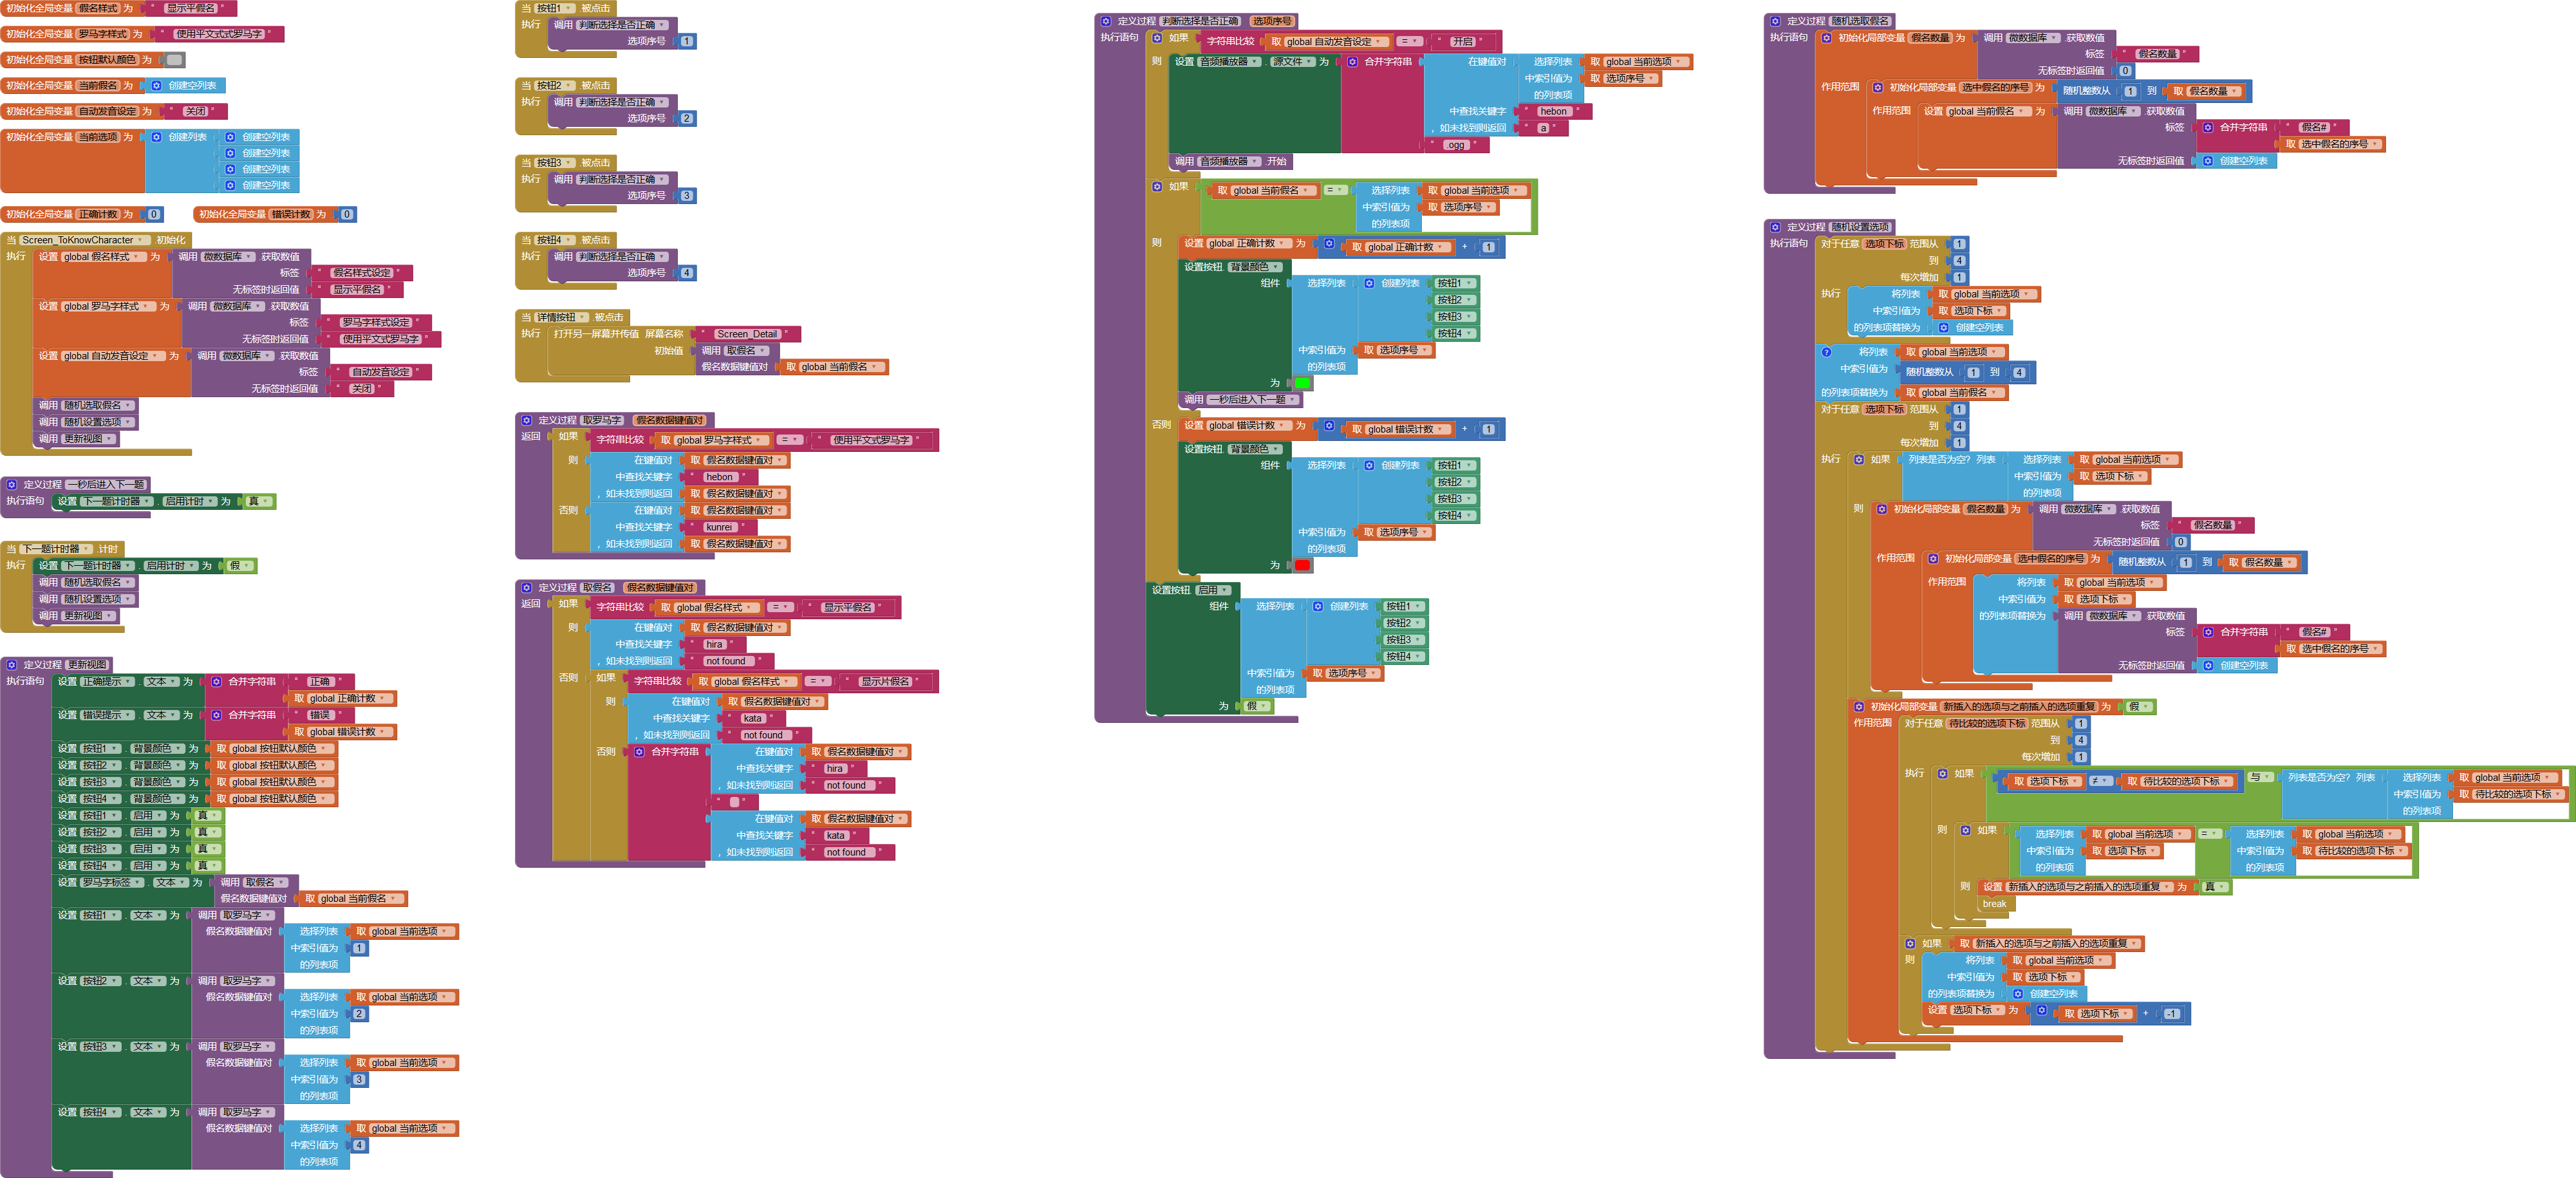 初始化全局变量 假名样式 为 " 显示平假名 "
初始化全局变量 罗马字样式 为 " 使用平文式式罗马字 "
初始化全局变量 按钮默认颜色 为
初始化全局变量 当前假名 为 创建空列表
初始化全局变量 自动发音设定 为 " 关闭 "
初始化全局变量 当前选项 为 创建列表 创建空列表
创建空列表
创建空列表
创建空列表
初始化全局变量 正确计数 为 0 初始化全局变量 错误计数 为 0
当 Screen_ToKnowCharacter .初始化
执行 设置 global 假名样式 为 调用 微数据库 .获取数值
标签 " 假名样式设定 "
无标签时返回值 " 显示平假名 "
设置 global 罗马字样式 为 调用 微数据库 .获取数值
标签 " 罗马字样式设定 "
无标签时返回值 " 使用平文式罗马字 "
设置 global 自动发音设定 为 调用 微数据库 .获取数值
标签 " 自动发音设定 "
无标签时返回值 " 关闭 "
调用 随机选取假名
调用 随机设置选项
调用 更新视图
定义过程 一秒后进入下一题
执行语句 设置 下一题计时器 . 启用计时 为 真
当 下一题计时器 .计时
执行 设置 下一题计时器 . 启用计时 为 假
调用 随机选取假名
调用 随机设置选项
调用 更新视图
定义过程 更新视图
执行语句 设置 正确提示 . 文本 为 合并字符串 " 正确 "
取 global 正确计数
设置 错误提示 . 文本 为 合并字符串 " 错误 "
取 global 错误计数
设置 按钮1 . 背景颜色 为 取 global 按钮默认颜色
设置 按钮2 . 背景颜色 为 取 global 按钮默认颜色
设置 按钮3 . 背景颜色 为 取 global 按钮默认颜色
设置 按钮4 . 背景颜色 为 取 global 按钮默认颜色
设置 按钮1 . 启用 为 真
设置 按钮2 . 启用 为 真
设置 按钮3 . 启用 为 真
设置 按钮4 . 启用 为 真
设置 罗马字标签 . 文本 为 调用 取假名
假名数据键值对 取 global 当前假名
设置 按钮1 . 文本 为 调用 取罗马字
假名数据键值对 选择列表 取 global 当前选项
中索引值为 1
的列表项
设置 按钮2 . 文本 为 调用 取罗马字
假名数据键值对 选择列表 取 global 当前选项
中索引值为 2
的列表项
设置 按钮3 . 文本 为 调用 取罗马字
假名数据键值对 选择列表 取 global 当前选项
中索引值为 3
的列表项
设置 按钮4 . 文本 为 调用 取罗马字
假名数据键值对 选择列表 取 global 当前选项
中索引值为 4
的列表项
当 按钮1 .被点击
执行 调用 判断选择是否正确
选项序号 1
当 按钮2 .被点击
执行 调用 判断选择是否正确
选项序号 2
当 按钮3 .被点击
执行 调用 判断选择是否正确
选项序号 3
当 按钮4 .被点击
执行 调用 判断选择是否正确
选项序号 4
当 详情按钮 .被点击
执行 打开另一屏幕并传值 屏幕名称 " Screen_Detail "
初始值 调用 取假名
假名数据键值对 取 global 当前假名
定义过程 取罗马字 假名数据键值对
返回 如果 字符串比较 取 global 罗马字样式 = " 使用平文式罗马字 "
则 在键值对 取 假名数据键值对
中查找关键字 " hebon "
，如未找到则返回 取 假名数据键值对
否则 在键值对 取 假名数据键值对
中查找关键字 " kunrei "
，如未找到则返回 取 假名数据键值对
定义过程 取假名 假名数据键值对
返回 如果 字符串比较 取 global 假名样式 = " 显示平假名 "
则 在键值对 取 假名数据键值对
中查找关键字 " hira "
，如未找到则返回 " not found "
否则 如果 字符串比较 取 global 假名样式 = " 显示片假名 "
则 在键值对 取 假名数据键值对
中查找关键字 " kata "
，如未找到则返回 " not found "
否则 合并字符串 在键值对 取 假名数据键值对
中查找关键字 " hira "
，如未找到则返回 " not found "
" "
在键值对 取 假名数据键值对
中查找关键字 " kata "
，如未找到则返回 " not found "
定义过程 判断选择是否正确 选项序号
执行语句 如果 字符串比较 取 global 自动发音设定 = " 开启 "
则 设置 音频播放器 . 源文件 为 合并字符串 在键值对 选择列表 取 global 当前选项
中索引值为 取 选项序号
的列表项
中查找关键字 " hebon "
，如未找到则返回 " a "
" .ogg "
调用 音频播放器 .开始
如果 取 global 当前假名 = 选择列表 取 global 当前选项
中索引值为 取 选项序号
的列表项
则 设置 global 正确计数 为 取 global 正确计数 + 1
设置按钮. 背景颜色
组件 选择列表 创建列表 按钮1
按钮2
按钮3
按钮4
中索引值为 取 选项序号
的列表项
为
调用 一秒后进入下一题
否则 设置 global 错误计数 为 取 global 错误计数 + 1
设置按钮. 背景颜色
组件 选择列表 创建列表 按钮1
按钮2
按钮3
按钮4
中索引值为 取 选项序号
的列表项
为
设置按钮. 启用
组件 选择列表 创建列表 按钮1
按钮2
按钮3
按钮4
中索引值为 取 选项序号
的列表项
为 假
定义过程 随机选取假名
执行语句 初始化局部变量 假名数量 为 调用 微数据库 .获取数值
标签 " 假名数量 "
无标签时返回值 0
作用范围 初始化局部变量 选中假名的序号 为 随机整数从 1 到 取 假名数量
作用范围 设置 global 当前假名 为 调用 微数据库 .获取数值
标签 合并字符串 " 假名# "
取 选中假名的序号
无标签时返回值 创建空列表
定义过程 随机设置选项
执行语句 对于任意 选项下标 范围从 1
到 4
每次增加 1
执行 将列表 取 global 当前选项
中索引值为 取 选项下标
的列表项替换为 创建空列表
? 将列表 取 global 当前选项
中索引值为 随机整数从 1 到 4
的列表项替换为 取 global 当前假名
对于任意 选项下标 范围从 1
到 4
每次增加 1
执行 如果 列表是否为空? 列表 选择列表 取 global 当前选项
中索引值为 取 选项下标
的列表项
则 初始化局部变量 假名数量 为 调用 微数据库 .获取数值
标签 " 假名数量 "
无标签时返回值 0
作用范围 初始化局部变量 选中假名的序号 为 随机整数从 1 到 取 假名数量
作用范围 将列表 取 global 当前选项
中索引值为 取 选项下标
的列表项替换为 调用 微数据库 .获取数值
标签 合并字符串 " 假名# "
取 选中假名的序号
无标签时返回值 创建空列表
初始化局部变量 新插入的选项与之前插入的选项重复 为 假
作用范围 对于任意 待比较的选项下标 范围从 1
到 4
每次增加 1
执行 如果 取 选项下标 ≠ 取 待比较的选项下标 与 列表是否为空? 列表 选择列表 取 global 当前选项
中索引值为 取 待比较的选项下标
的列表项
则 如果 选择列表 取 global 当前选项 = 选择列表 取 global 当前选项
中索引值为 取 选项下标 中索引值为 取 待比较的选项下标
的列表项 的列表项
则 设置 新插入的选项与之前插入的选项重复 为 真
break
如果 取 新插入的选项与之前插入的选项重复
则 将列表 取 global 当前选项
中索引值为 取 选项下标
的列表项替换为 创建空列表
设置 选项下标 为 取 选项下标 + -1